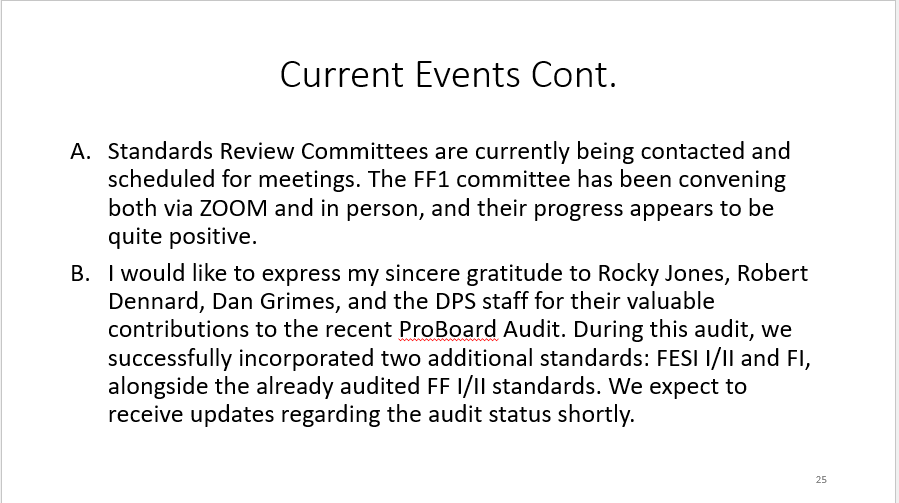 Current Events Cont.
A. Standards Review Committees are currently being contacted and
scheduled for meetings. The FF1 committee has been convening
both via ZOOM and in person, and their progress appears to be
quite positive.
B. I would like to express my sincere gratitude to Rocky Jones, Robert
Dennard, Dan Grimes, and the DPS staff for their valuable
contributions to the recent ProBoard Audit. During this audit, we
successfully incorporated two additional standards: FESI I/II and FI,
alongside the already audited FF I/II standards. We expect to
receive updates regarding the audit status shortly.
25